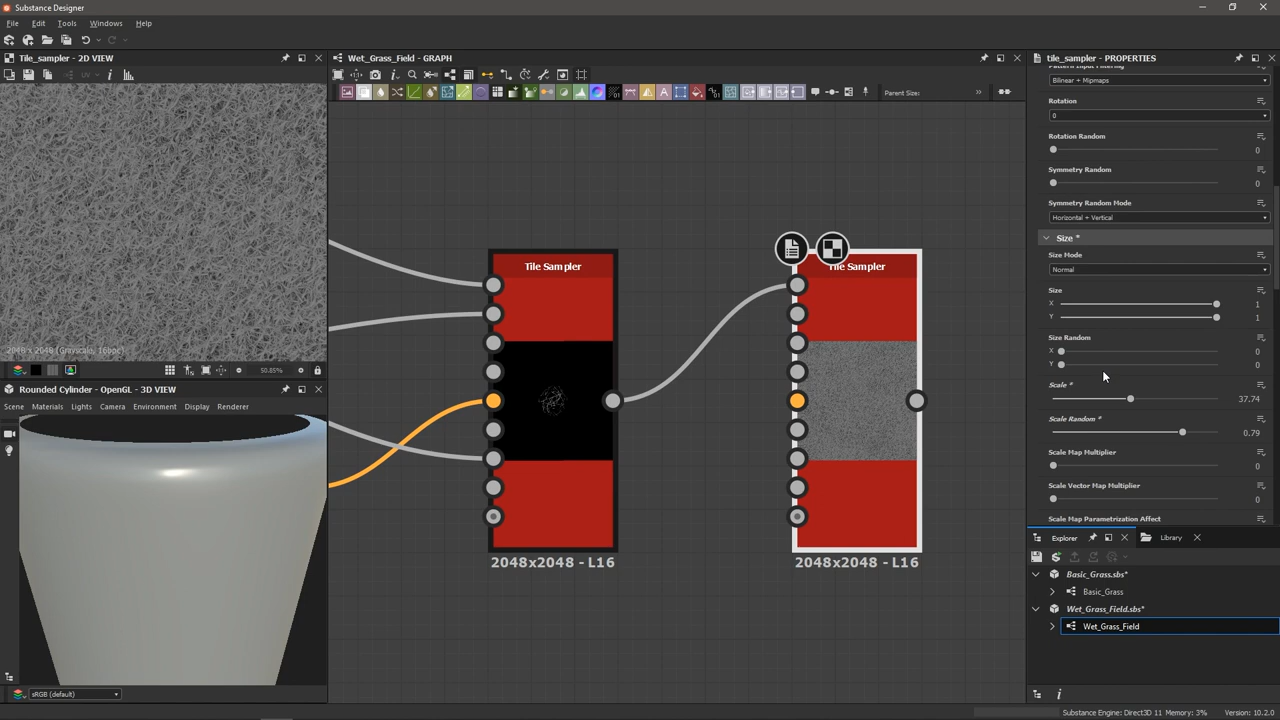 Substance Designer
File Edit Tools Windows Help
Tile_sampler - 2D VIEW
UV
2048 x 2048 (Grayscale, 16bpc)
50.85%
Rounded Cylinder - OpenGL - 3D VIEW
Scene Materials Lights Camera Environment Display Renderer
sRGB (default)
Wet_Grass_Field - GRAPH
Parent Size:
Tile Sampler
2048x2048 - L16
Tile Sampler
2048x2048 - L16
tile_sampler - PROPERTIES
Pattern Input Filtering
Bilinear + Mipmaps
Rotation
0
Rotation Random
0
Symmetry Random
0
Symmetry Random Mode
Horizontal + Vertical
Size *
Size Mode
Normal
Size
X 1
Y 1
Size Random
X 0
Y 0
Scale *
37.74
Scale Random *
0.79
Scale Map Multiplier
0
Scale Vector Map Multiplier
0
Scale Map Parametrization Affect
Explorer
Library
Basic_Grass.sbs*
Basic_Grass
Wet_Grass_Field.sbs*
Wet_Grass_Field
Substance Engine: Direct3D 11 Memory: 3% Version: 10.2.0